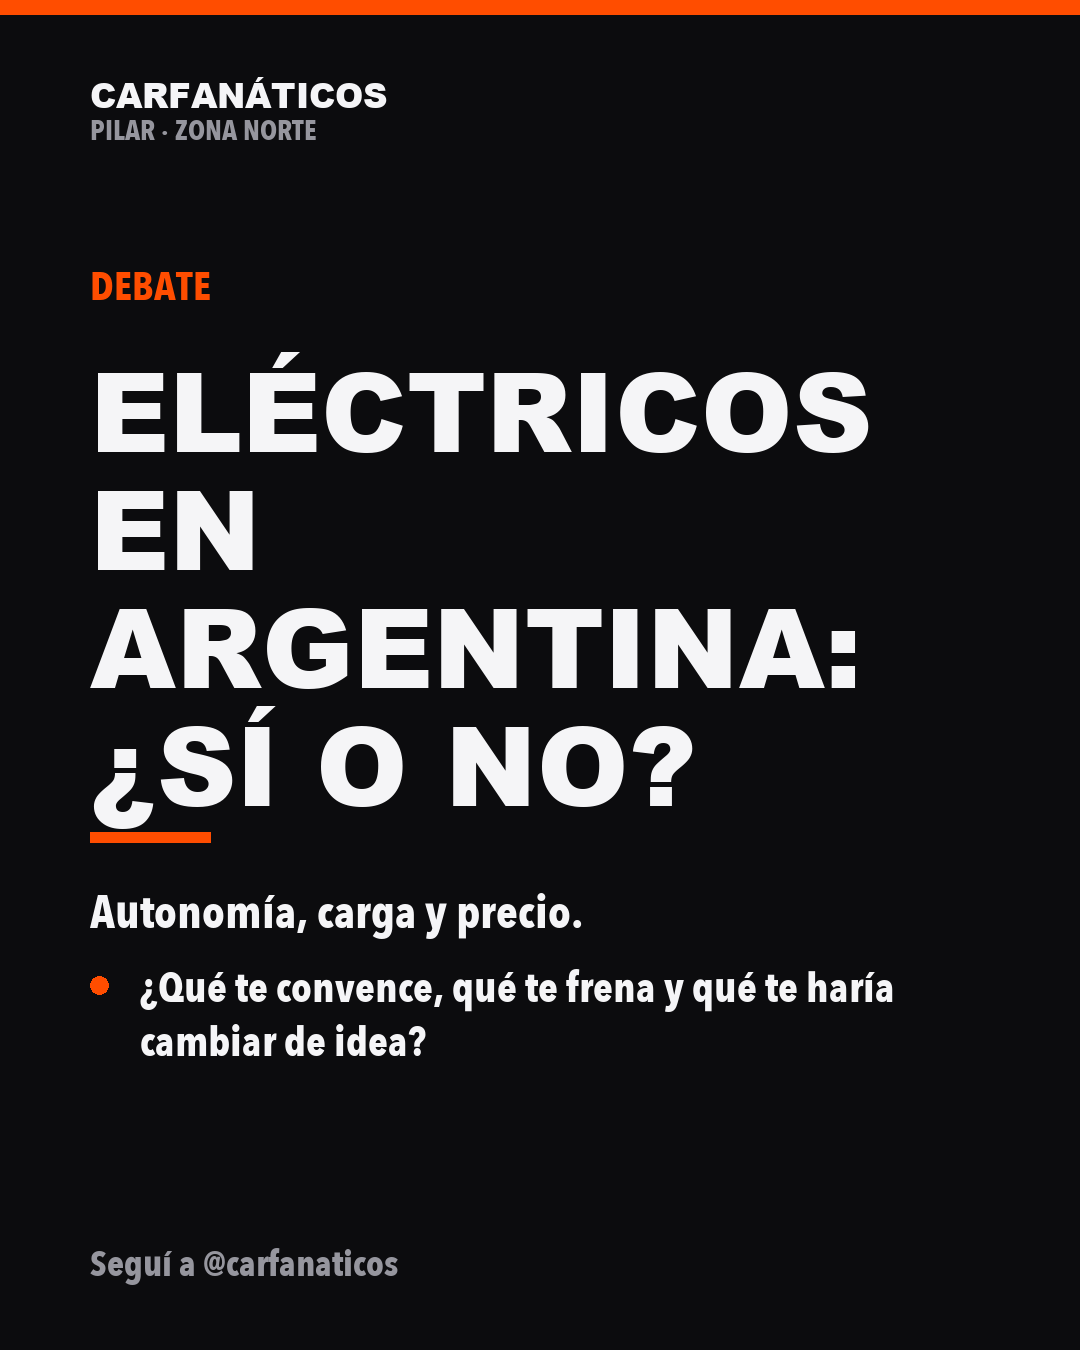 CARFANÁTICOS
PILAR · ZONA NORTE
DEBATE
ELÉCTRICOS
EN
ARGENTINA:
¿SÍ O NO?
Autonomía, carga y precio.
¿Qué te convence, qué te frena y qué te haría
cambiar de idea?
Seguí a @carfanaticos